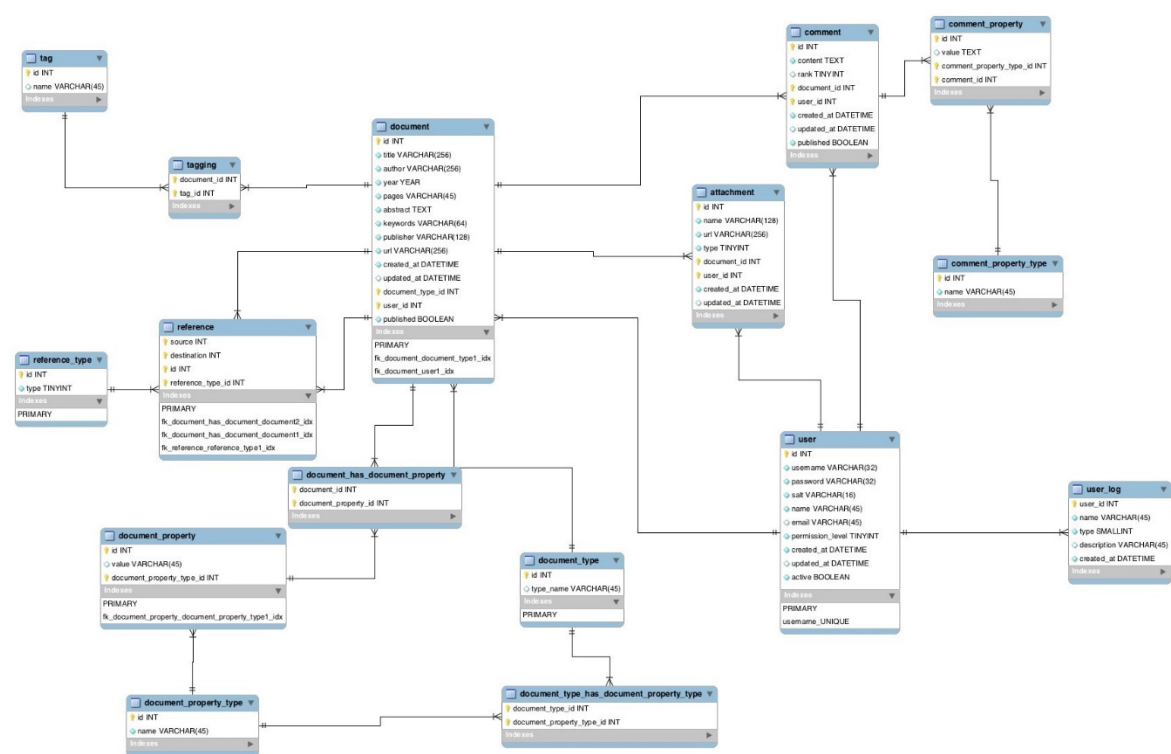 tag
id INT
name VARCHAR(45)
Indexes
tagging
document_id INT
tag_id INT
Indexes
document
id INT
title VARCHAR(256)
author VARCHAR(256)
year YEAR
pages VARCHAR(45)
abstract TEXT
keywords VARCHAR(64)
publisher VARCHAR(128)
url VARCHAR(256)
created_at DATETIME
updated_at DATETIME
document_type_id INT
user_id INT
published BOOLEAN
Indexes
PRIMARY
fk_document_document_type1_idx
fk_document_user1_idx
comment
id INT
content TEXT
rank TINYINT
document_id INT
user_id INT
created_at DATETIME
updated_at DATETIME
published BOOLEAN
Indexes
comment_property
id INT
value TEXT
comment_property_type_id INT
comment_id INT
Indexes
attachment
id INT
name VARCHAR(128)
url VARCHAR(256)
type TINYINT
document_id INT
user_id INT
created_at DATETIME
updated_at DATETIME
Indexes
comment_property_type
id INT
name VARCHAR(45)
Indexes
reference_type
id INT
type TINYINT
Indexes
PRIMARY
reference
source INT
destination INT
id INT
reference_type_id INT
Indexes
PRIMARY
fk_document_has_document_document2_idx
fk_document_has_document_document1_idx
fk_reference_reference_type1_idx
document_has_document_property
document_id INT
document_property_id INT
Indexes
user
id INT
username VARCHAR(32)
password VARCHAR(32)
salt VARCHAR(16)
name VARCHAR(45)
email VARCHAR(45)
permission_level TINYINT
created_at DATETIME
updated_at DATETIME
active BOOLEAN
Indexes
PRIMARY
username_UNIQUE
user_log
user_id INT
name VARCHAR(45)
type SMALLINT
description VARCHAR(45)
created_at DATETIME
Indexes
document_property
id INT
value VARCHAR(45)
document_property_type_id INT
Indexes
PRIMARY
fk_document_property_document_property_type1_idx
document_type
id INT
type_name VARCHAR(45)
Indexes
PRIMARY
document_property_type
id INT
name VARCHAR(45)
Indexes
document_type_has_document_property_type
document_type_id INT
document_property_type_id INT
Indexes